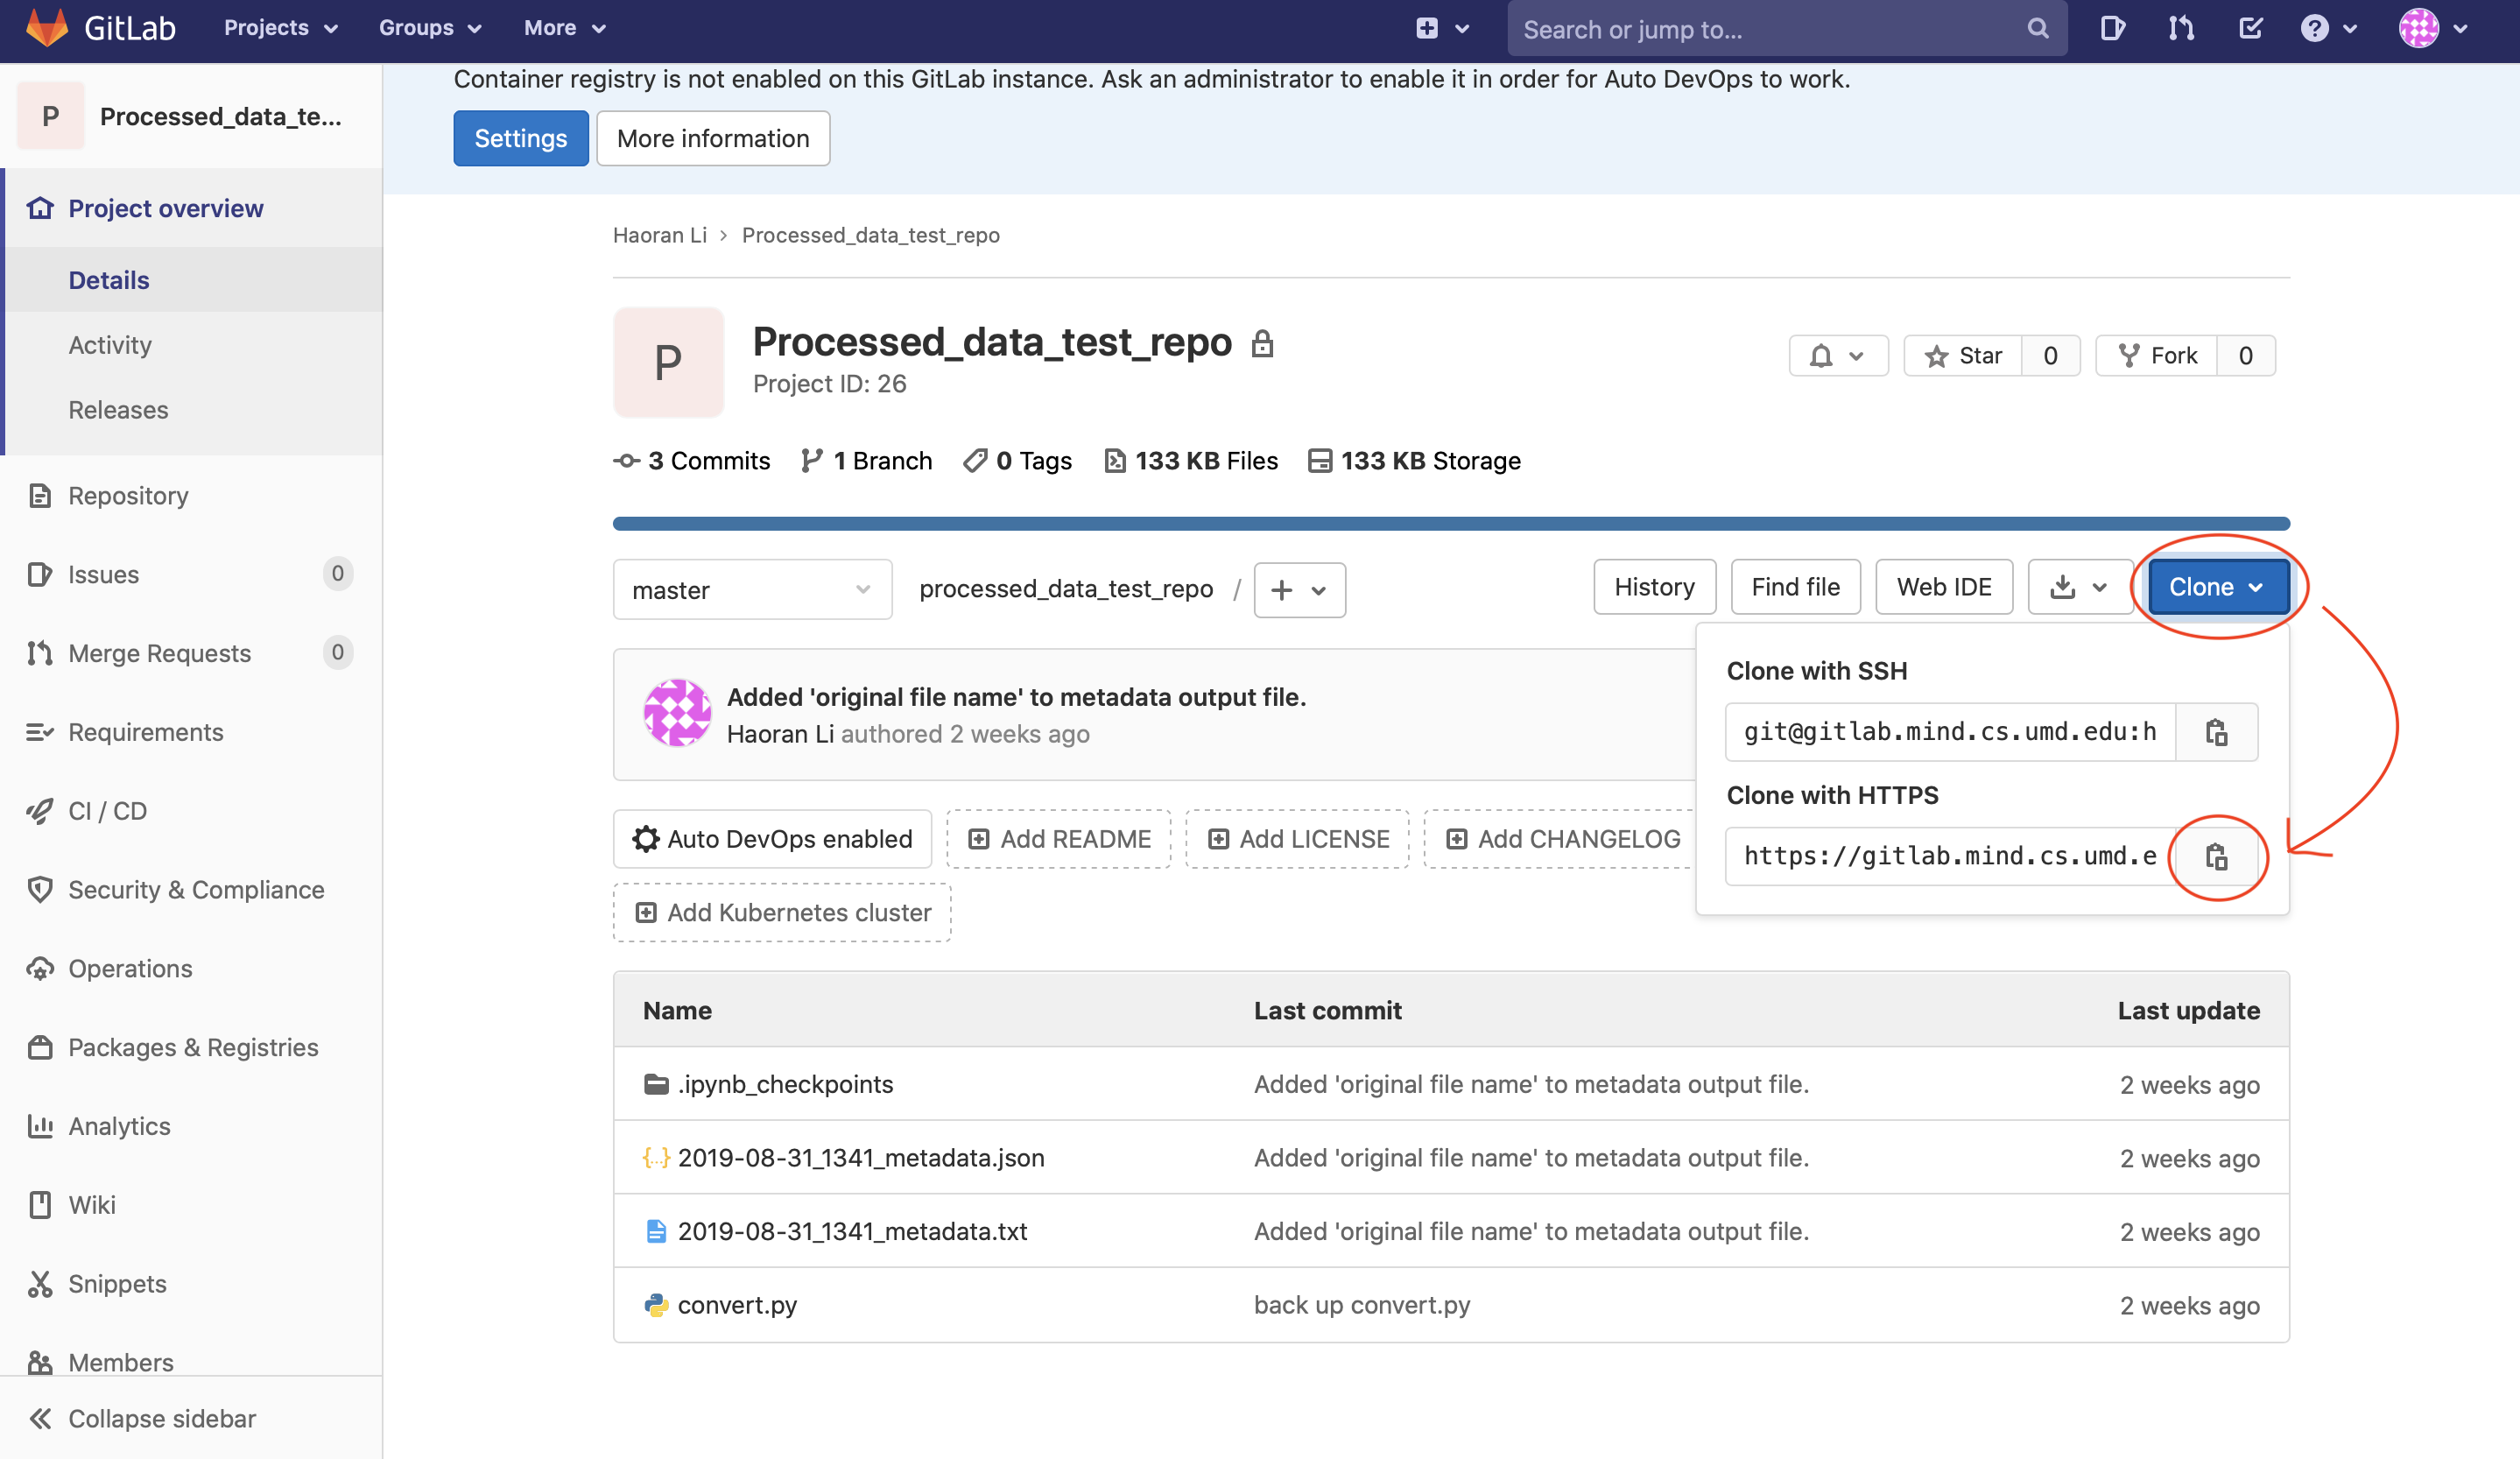 GitLab Projects Groups More Search or jump to...
Container registry is not enabled on this GitLab instance. Ask an administrator to enable it in order for Auto DevOps to work.
Settings More information
P Processed_data_te...
Project overview
Details
Activity
Releases
Repository
Issues 0
Merge Requests 0
Requirements
CI / CD
Security & Compliance
Operations
Packages & Registries
Analytics
Wiki
Snippets
Members
Collapse sidebar
Haoran Li › Processed_data_test_repo
P
Processed_data_test_repo
Project ID: 26
Star 0 Fork 0
3 Commits 1 Branch 0 Tags 133 KB Files 133 KB Storage
master processed_data_test_repo / + History Find file Web IDE Clone
Clone with SSH
git@gitlab.mind.cs.umd.edu:h
Clone with HTTPS
https://gitlab.mind.cs.umd.e
Added 'original file name' to metadata output file.
Haoran Li authored 2 weeks ago
Auto DevOps enabled Add README Add LICENSE Add CHANGELOG
Add Kubernetes cluster
Name Last commit Last update
.ipynb_checkpoints Added 'original file name' to metadata output file. 2 weeks ago
2019-08-31_1341_metadata.json Added 'original file name' to metadata output file. 2 weeks ago
2019-08-31_1341_metadata.txt Added 'original file name' to metadata output file. 2 weeks ago
convert.py back up convert.py 2 weeks ago